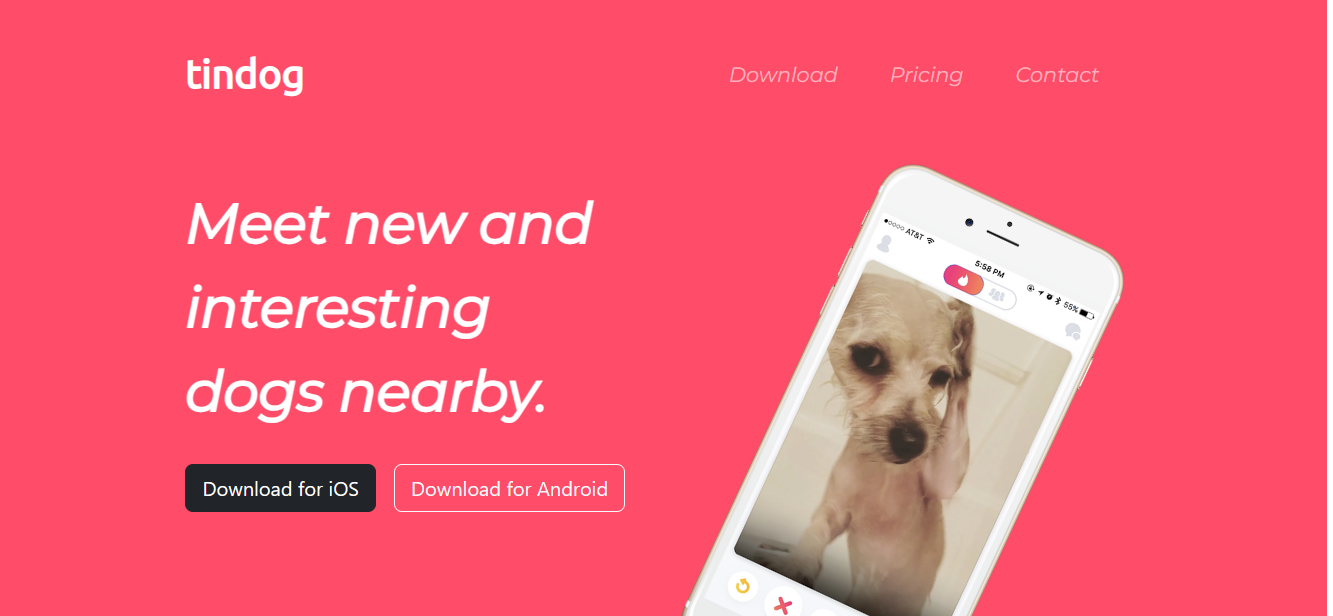 tindog
Download Pricing Contact
Meet new and
interesting
dogs nearby.
Download for iOS Download for Android
AT&T
5:58 PM
55%